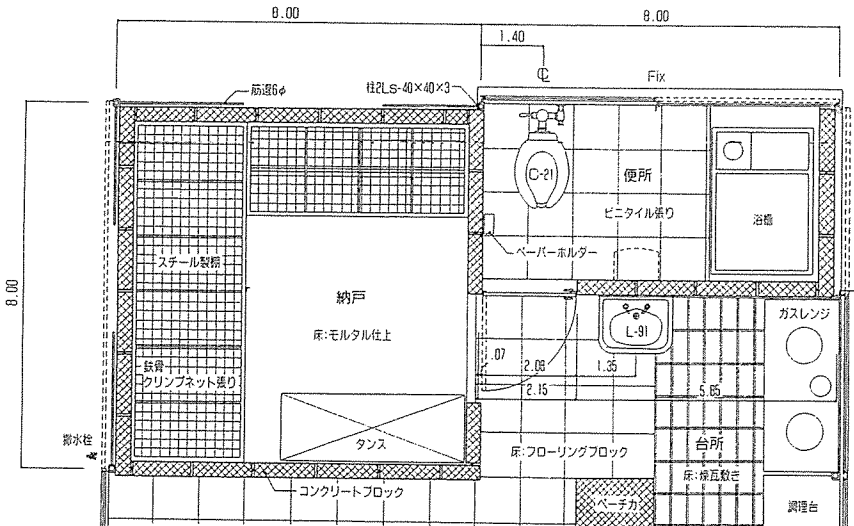 8.00
8.00
1.40
℄
Fix
筋違6φ
柱2Ls-40×40×3
8.00
C-21
便所
ビニタイル張り
浴槽
ペーパーホルダー
スチール製棚
納戸
床:モルタル仕上
L-91
ガスレンジ
.07
2.08
1.35
2.15
5.65
鉄骨
クリンプネット張り
タンス
撒水栓
台所
床:フローリングブロック
床:煉瓦敷き
コンクリートブロック
ペーチカ
調理台